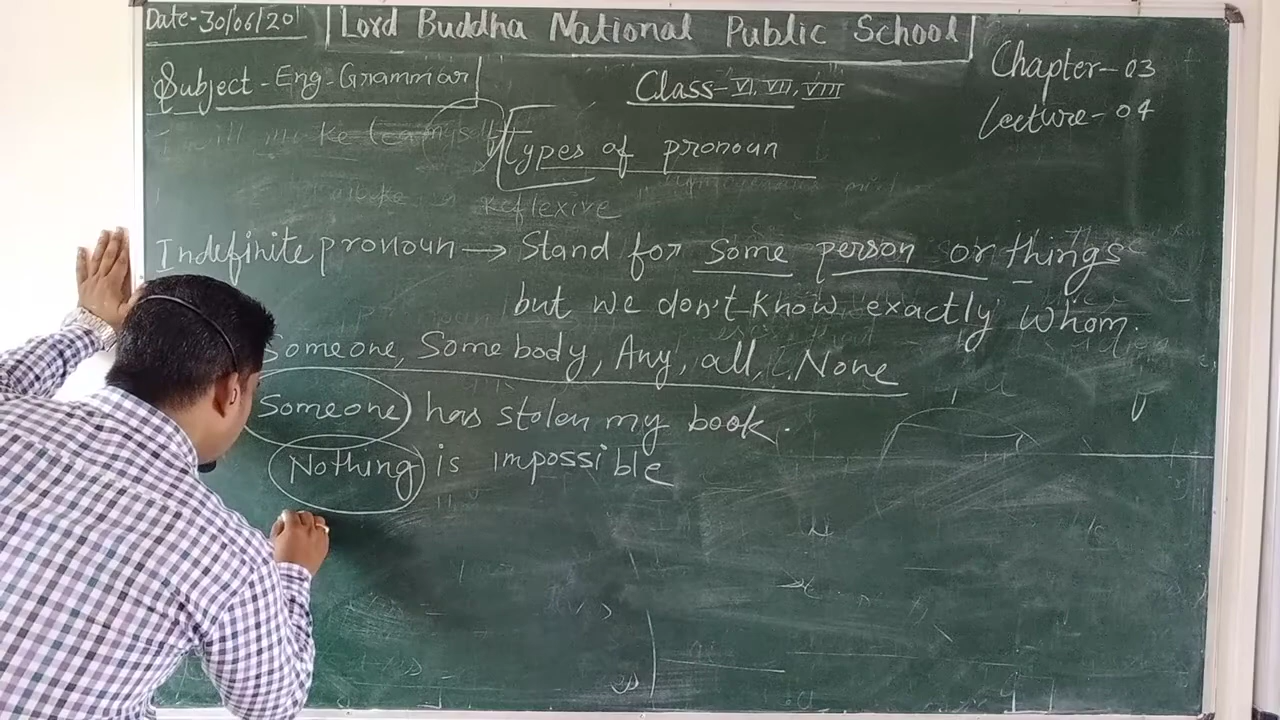 Date-30/06/20
Lord Buddha National Public School
Subject - Eng-Grammar
Class-VI, VII, VIII
Chapter-03
Lecture-04
Types of pronoun
Reflexive
Indefinite pronoun → Stand for some person or things
but we don't know exactly whom.
Someone, Somebody, Any, all, None
Someone has stolen my book.
Nothing is impossible